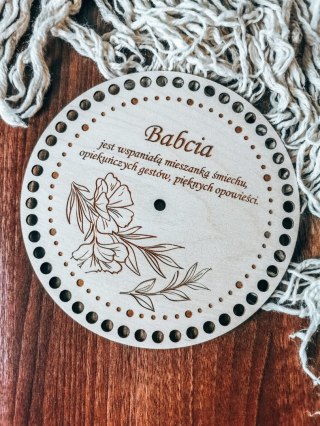 Babcia
jest wspaniałą mieszanką śmiechu,
opiekuńczych gestów, pięknych opowieści.